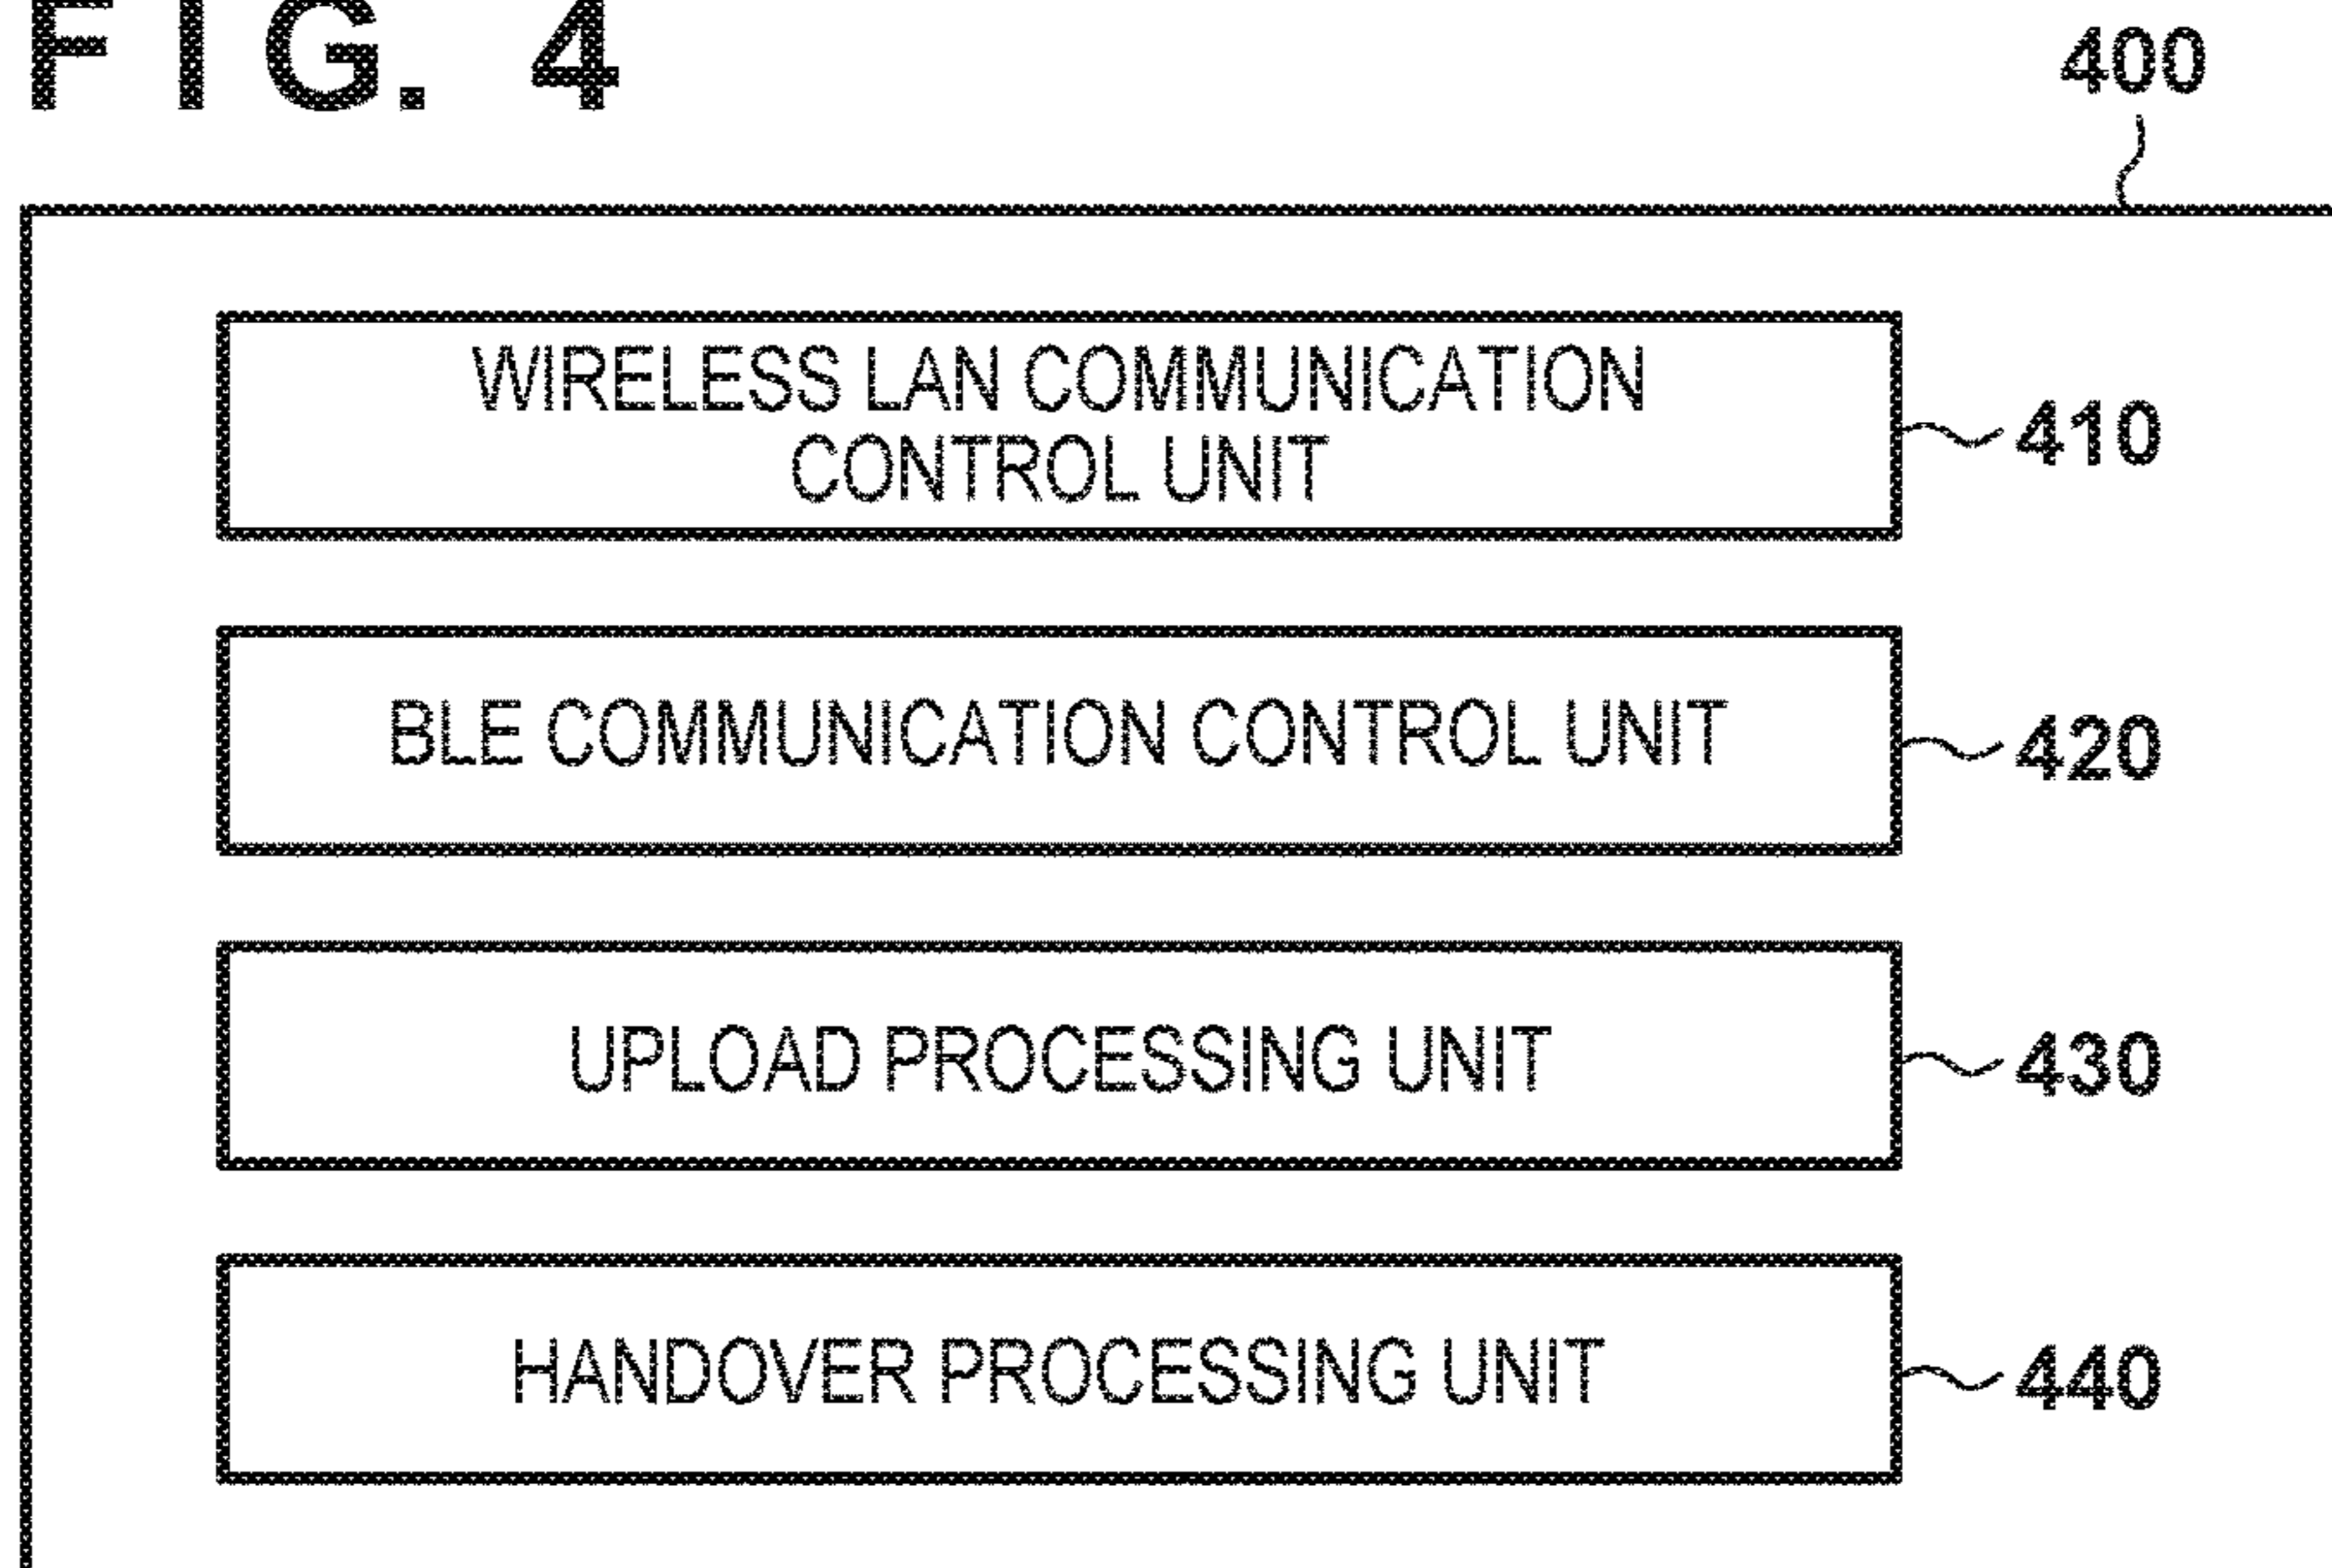 FIG. 4
400
WIRELESS LAN COMMUNICATION
CONTROL UNIT
410
BLE COMMUNICATION CONTROL UNIT
420
UPLOAD PROCESSING UNIT
430
HANDOVER PROCESSING UNIT
440